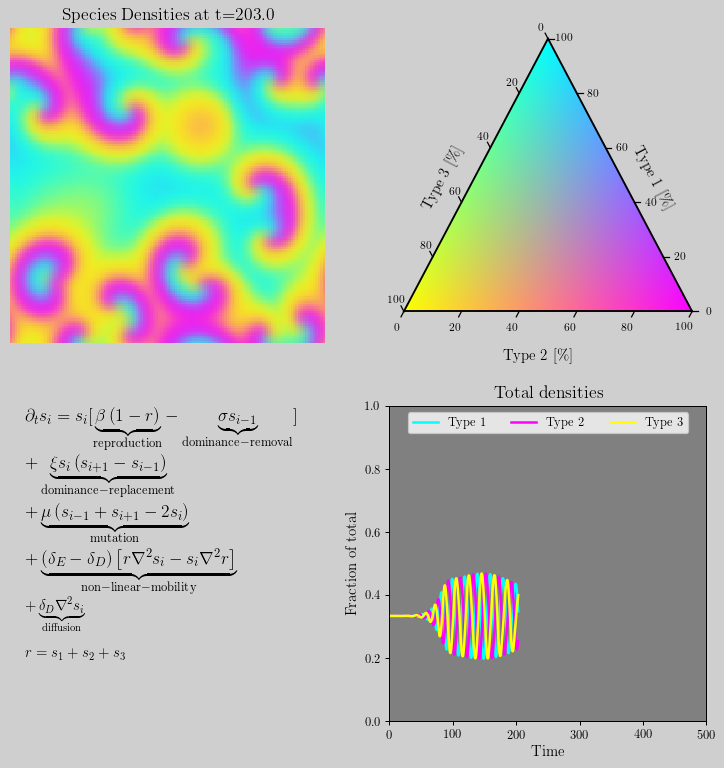 Species Densities at t=203.0
0
100
20
80
40
60
Type 3 [%]
Type 1 [%]
60
40
80
20
100
0
0
20
40
60
80
100
Type 2 [%]
∂ₜsᵢ = sᵢ[β (1 − r) − σsᵢ₋₁ ]
reproduction dominance−removal
+ ξsᵢ (sᵢ₊₁ − sᵢ₋₁)
dominance−replacement
+ μ (sᵢ₋₁ + sᵢ₊₁ − 2sᵢ)
mutation
+ (δ_E − δ_D) [r∇²sᵢ − sᵢ∇²r]
non−linear−mobility
+ δ_D∇²sᵢ
diffusion
r = s₁ + s₂ + s₃
Total densities
Type 1 Type 2 Type 3
1.0
0.8
0.6
0.4
0.2
0.0
Fraction of total
0 100 200 300 400 500
Time